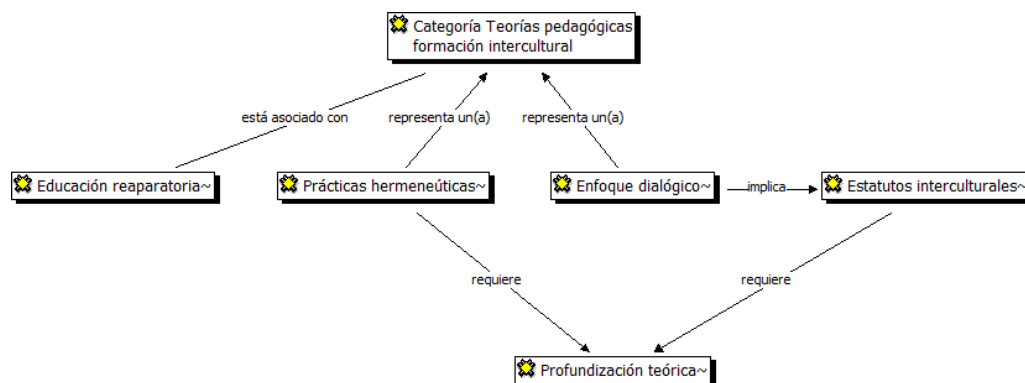 Categoría Teorías pedagógicas
formación intercultural
está asociado con
representa un(a)
representa un(a)
Educación reaparatoria~
Prácticas hermeneúticas~
Enfoque dialógico~
implica
Estatutos interculturales~
requiere
requiere
Profundización teórica~